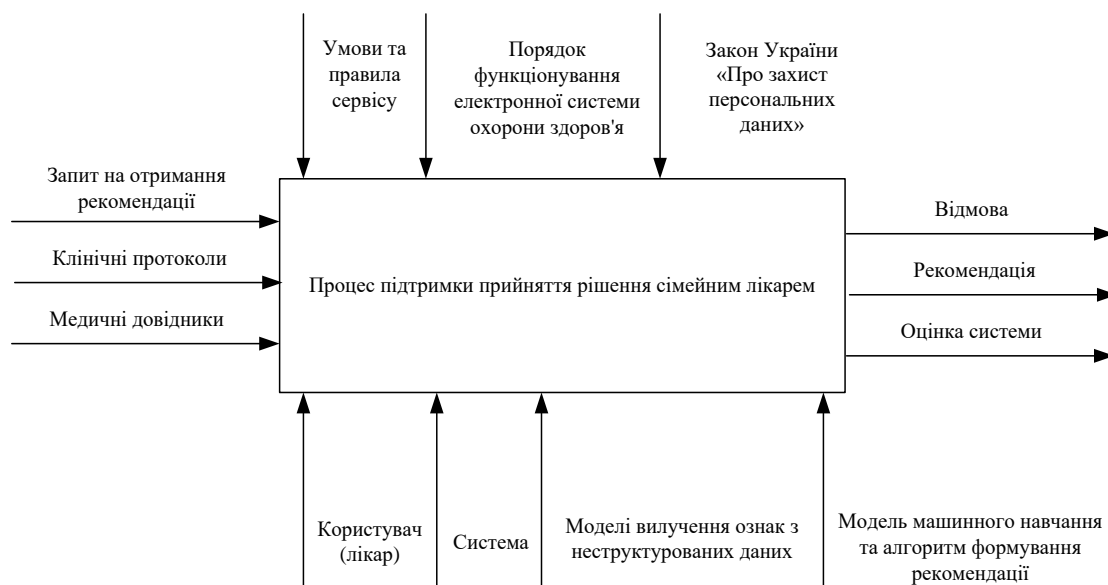 Умови та
правила
сервісу
Порядок
функціонування
електронної системи
охорони здоров'я
Закон України
«Про захист
персональних
даних»
Запит на отримання
рекомендації
Клінічні протоколи
Медичні довідники
Процес підтримки прийняття рішення сімейним лікарем
Відмова
Рекомендація
Оцінка системи
Користувач
(лікар)
Система
Моделі вилучення ознак з
неструктурованих даних
Модель машинного навчання
та алгоритм формування
рекомендації